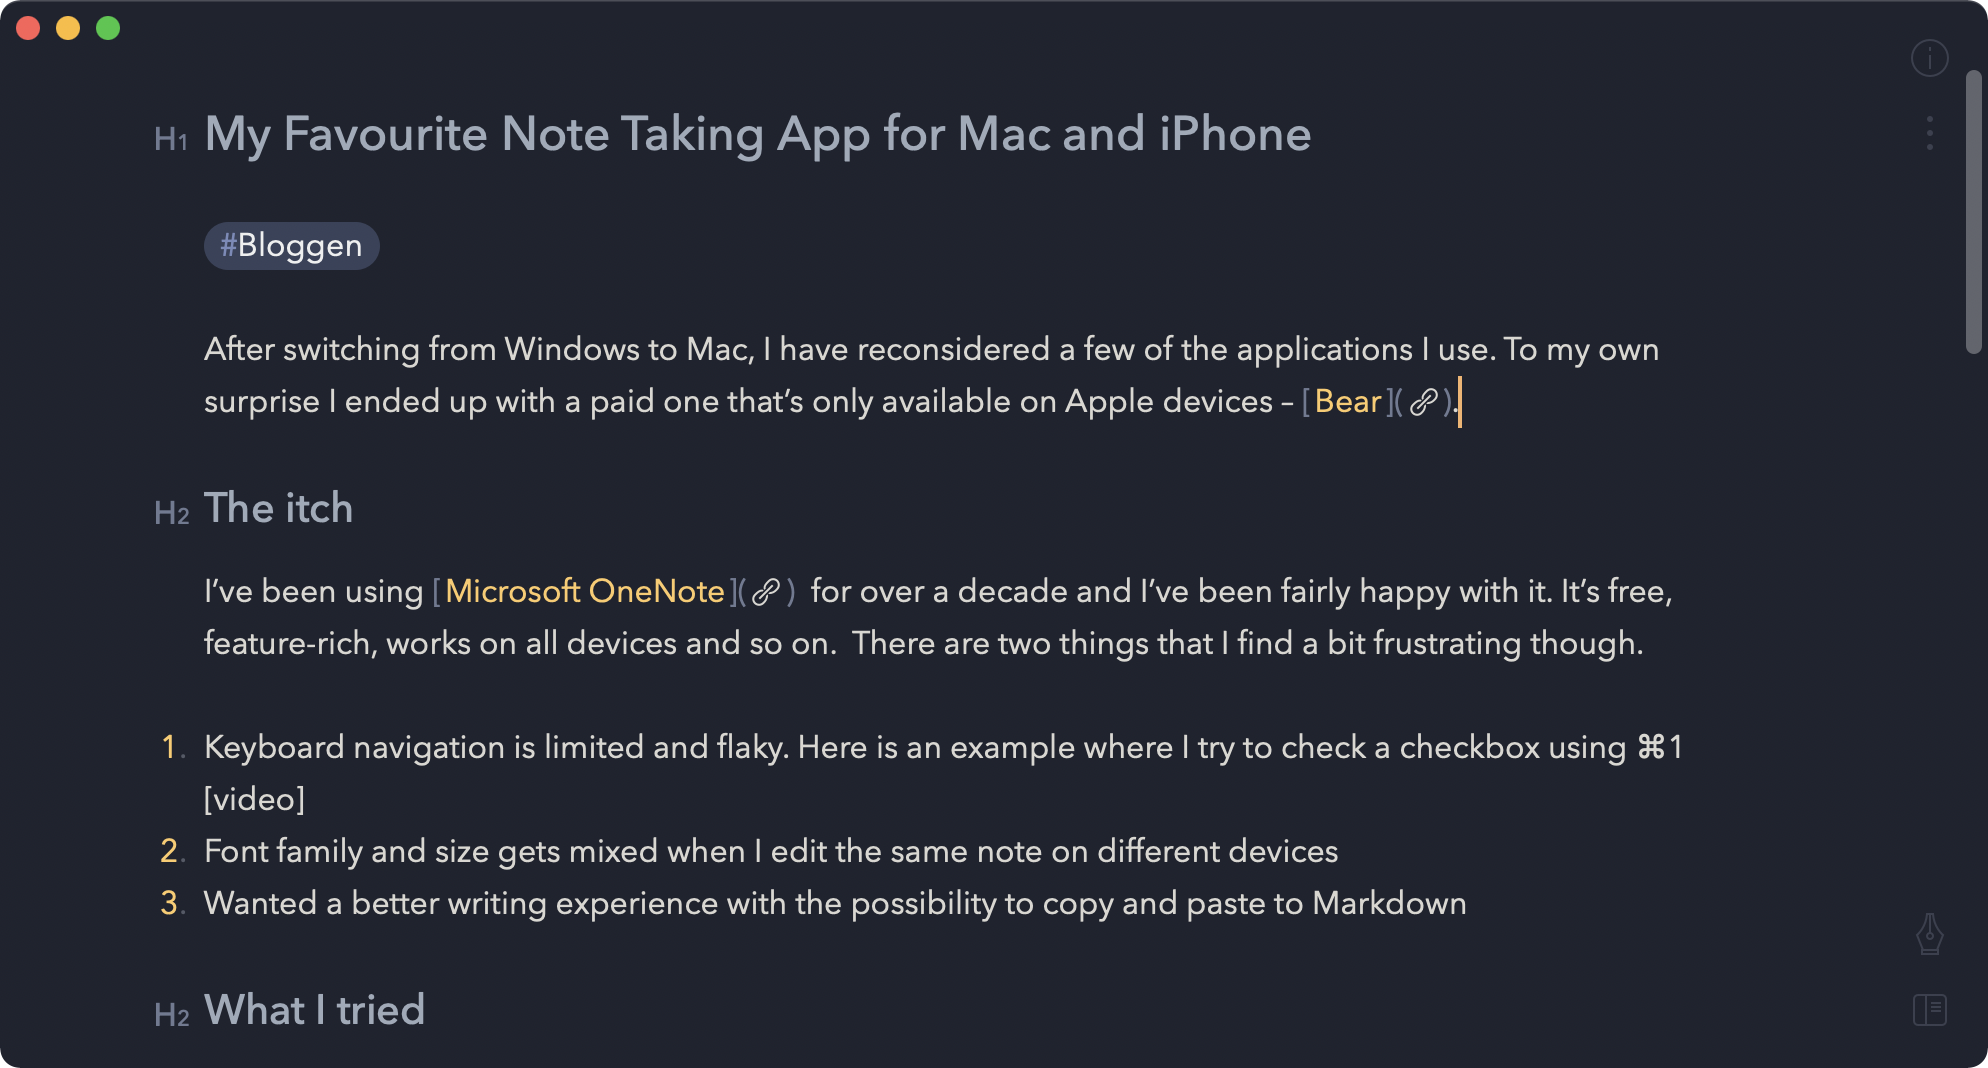 H1 My Favourite Note Taking App for Mac and iPhone
#Bloggen
After switching from Windows to Mac, I have reconsidered a few of the applications I use. To my own
surprise I ended up with a paid one that’s only available on Apple devices – [Bear](🔗).
H2 The itch
I’ve been using [Microsoft OneNote](🔗) for over a decade and I’ve been fairly happy with it. It’s free,
feature-rich, works on all devices and so on.  There are two things that I find a bit frustrating though.
1. Keyboard navigation is limited and flaky. Here is an example where I try to check a checkbox using ⌘1
[video]
2. Font family and size gets mixed when I edit the same note on different devices
3. Wanted a better writing experience with the possibility to copy and paste to Markdown
H2 What I tried